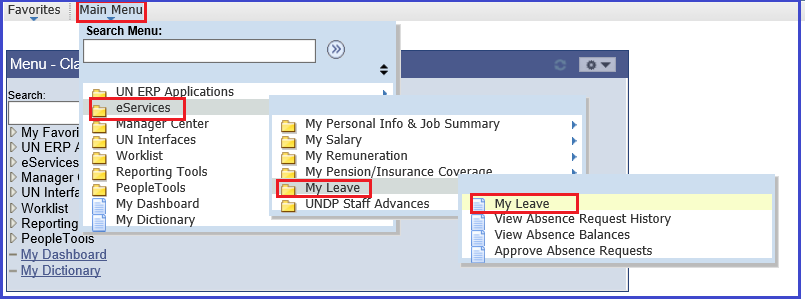 Favorites Main Menu
Search Menu:
Menu - Cla
Search:
My Favori
UN ERP A
eServices
Manager C
UN Interfa
Worklist
Reporting
PeopleTools
My Dashboard
My Dictionary
UN ERP Applications
eServices
Manager Center
UN Interfaces
Worklist
Reporting Tools
PeopleTools
My Dashboard
My Dictionary
My Personal Info & Job Summary
My Salary
My Remuneration
My Pension/Insurance Coverage
My Leave
UNDP Staff Advances
My Leave
View Absence Request History
View Absence Balances
Approve Absence Requests